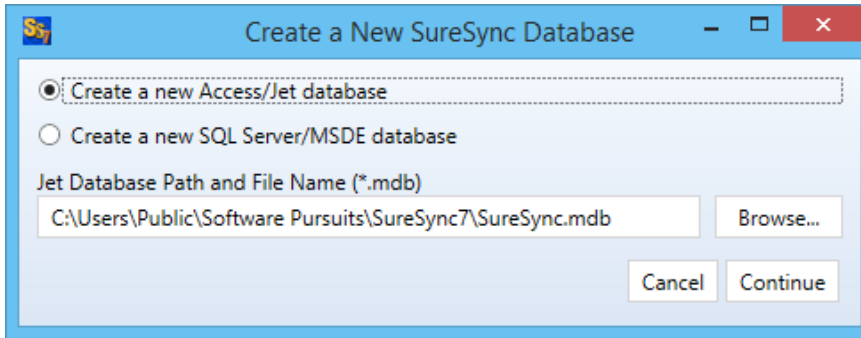 SS7
Create a New SureSync Database
Create a new Access/Jet database
Create a new SQL Server/MSDE database
Jet Database Path and File Name (*.mdb)
C:\Users\Public\Software Pursuits\SureSync7\SureSync.mdb
Browse...
Cancel
Continue